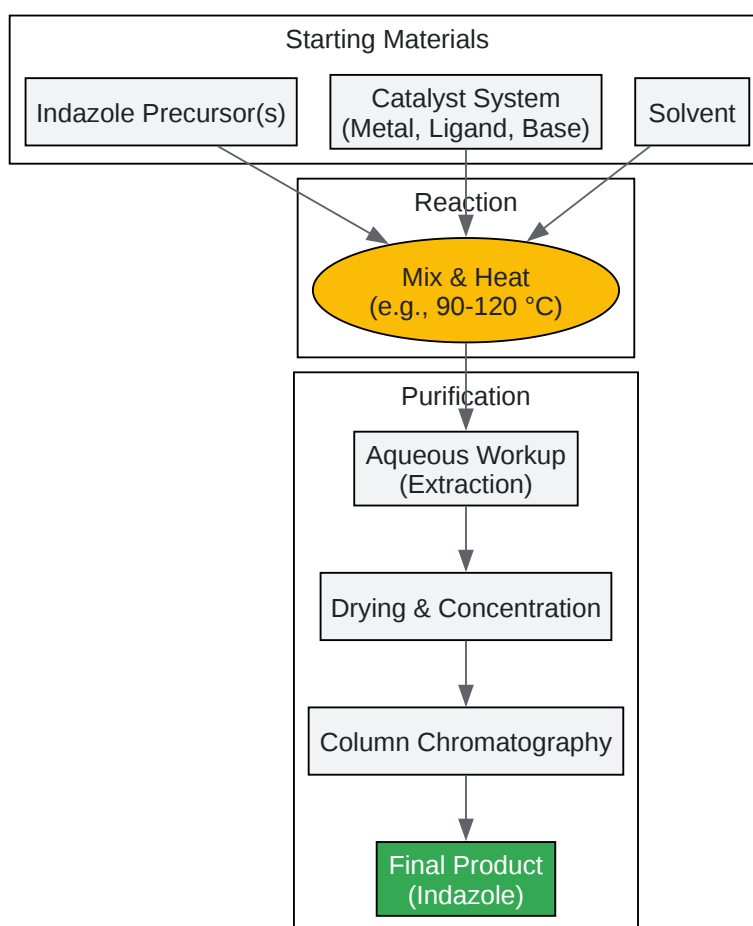 Starting Materials
Indazole Precursor(s)
Catalyst System
(Metal, Ligand, Base)
Solvent
Reaction
Mix & Heat
(e.g., 90-120 °C)
Purification
Aqueous Workup
(Extraction)
Drying & Concentration
Column Chromatography
Final Product
(Indazole)